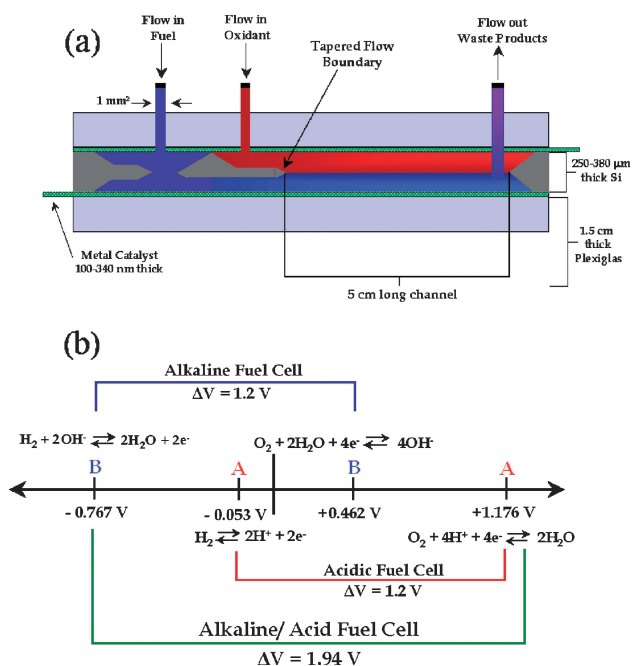 (a)
Flow in
Fuel
Flow in
Oxidant
Tapered Flow
Boundary
Flow out
Waste Products
1 mm²
250-380 μm
thick Si
Metal Catalyst
100-340 nm thick
1.5 cm
thick
Plexiglas
5 cm long channel
(b)
Alkaline Fuel Cell
ΔV = 1.2 V
H₂ + 2OH⁻ ⇌ 2H₂O + 2e⁻
O₂ + 2H₂O + 4e⁻ ⇌ 4OH⁻
B A B A
- 0.767 V - 0.053 V +0.462 V +1.176 V
H₂ ⇌ 2H⁺ + 2e⁻
O₂ + 4H⁺ + 4e⁻ ⇌ 2H₂O
Acidic Fuel Cell
ΔV = 1.2 V
Alkaline/ Acid Fuel Cell
ΔV = 1.94 V